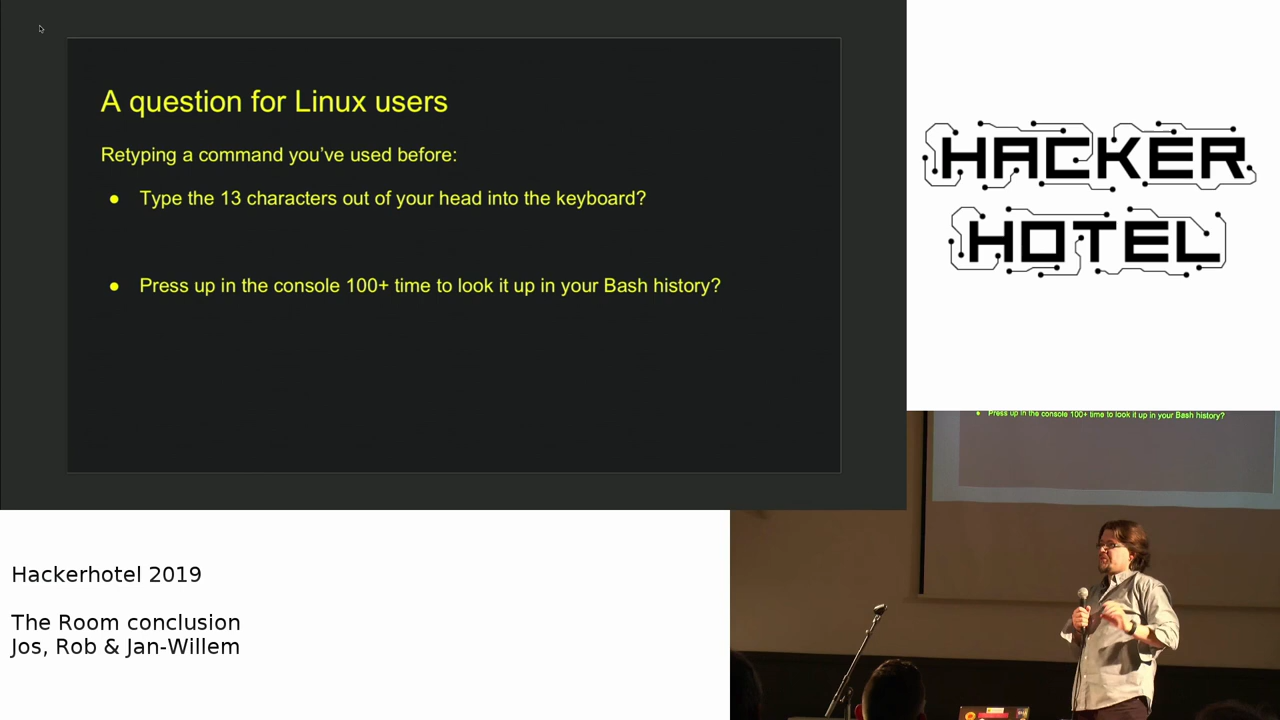 A question for Linux users
Retyping a command you've used before:
● Type the 13 characters out of your head into the keyboard?
● Press up in the console 100+ time to look it up in your Bash history?
HACKER
HOTEL
● Press up in the console 100+ time to look it up in your Bash history?
Hackerhotel 2019
The Room conclusion
Jos, Rob & Jan-Willem